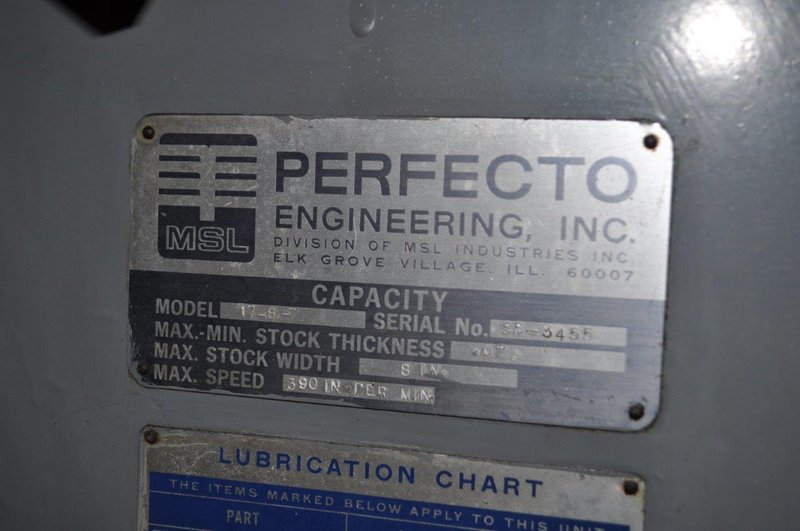 MSL
PERFECTO
ENGINEERING, INC.
DIVISION OF MSL INDUSTRIES INC.
ELK GROVE VILLAGE, ILL. 60007
CAPACITY
MODEL SERIAL No.
MAX.-MIN. STOCK THICKNESS
MAX. STOCK WIDTH 8 IN.
MAX. SPEED 390 IN. PER MIN.
LUBRICATION CHART
THE ITEMS MARKED BELOW APPLY TO THIS UNIT
PART